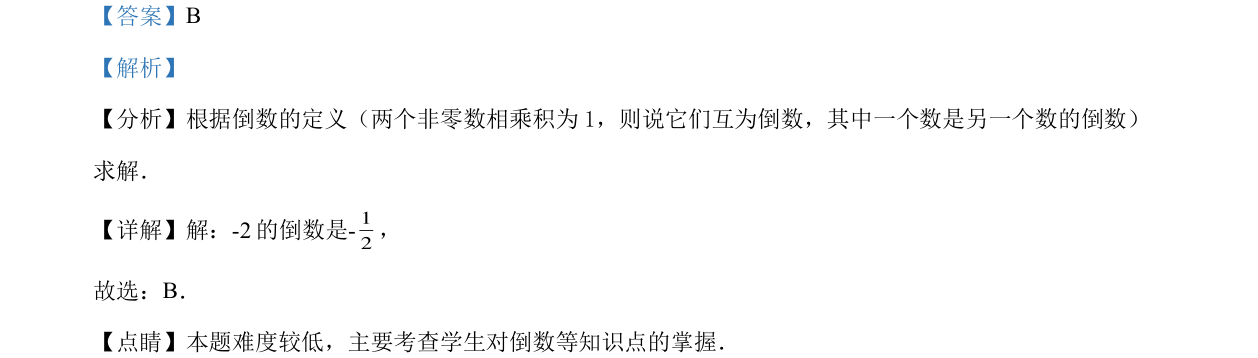 【答案】B
【解析】
【分析】根据倒数的定义（两个非零数相乘积为 1，则说它们互为倒数，其中一个数是另一个数的倒数）
求解．
【详解】解：-2 的倒数是-1/2，
故选：B．
【点睛】本题难度较低，主要考查学生对倒数等知识点的掌握．